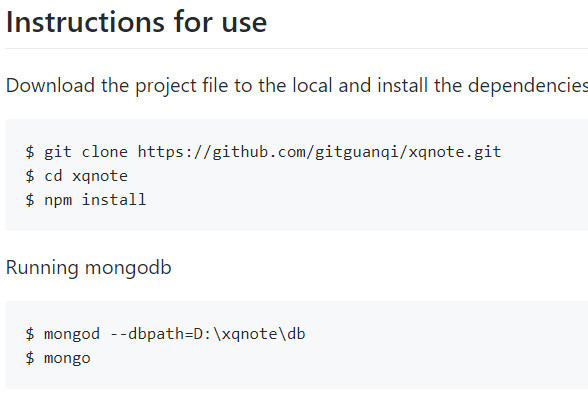 Instructions for use
Download the project file to the local and install the dependencies
$ git clone https://github.com/gitguanqi/xqnote.git
$ cd xqnote
$ npm install
Running mongodb
$ mongod --dbpath=D:\xqnote\db
$ mongo